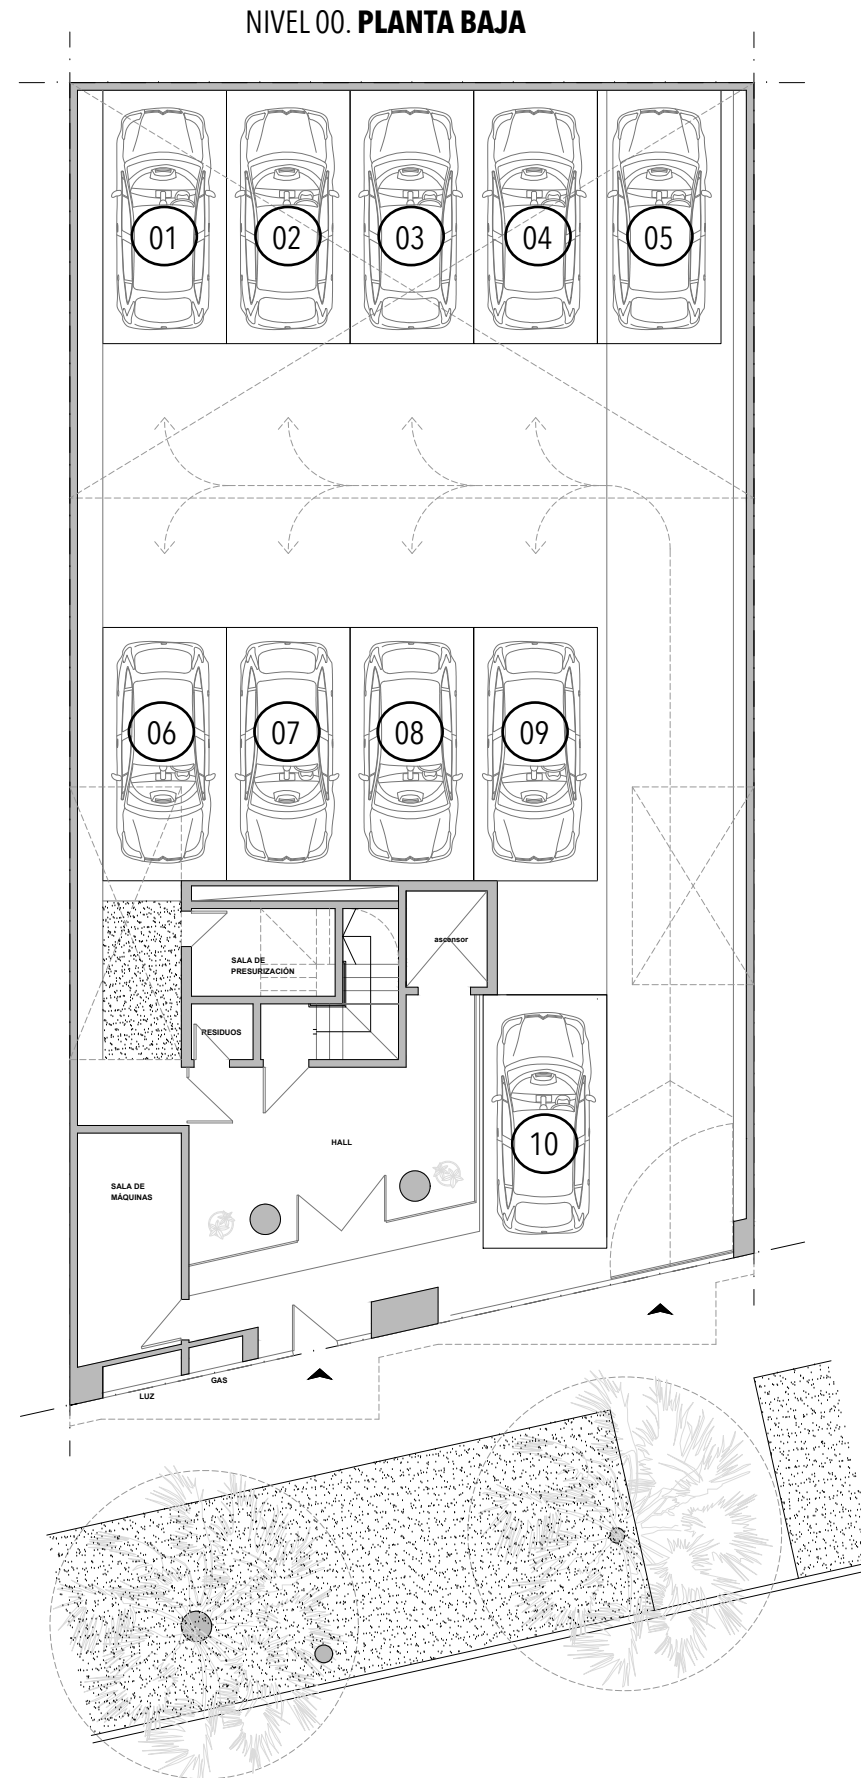 NIVEL 00. PLANTA BAJA
01
02
03
04
05
06
07
08
09
ascensor
SALA DE
PRESURIZACIÓN
RESIDUOS
10
HALL
SALA DE
MÁQUINAS
GAS
LUZ